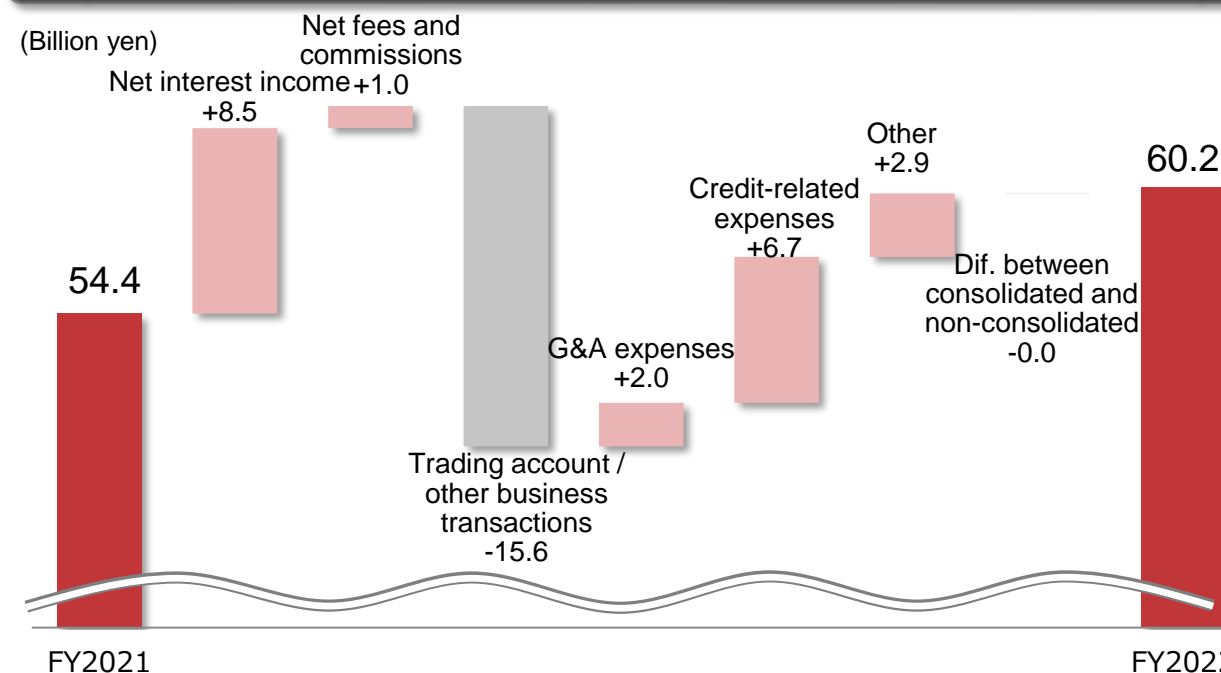 (Billion yen)
Net interest income
+8.5
Net fees and
commissions
+1.0
Other
+2.9
60.2
Credit-related
expenses
+6.7
54.4
Dif. between
consolidated and
non-consolidated
-0.0
G&A expenses
+2.0
Trading account /
other business
transactions
-15.6
FY2021
FY2022